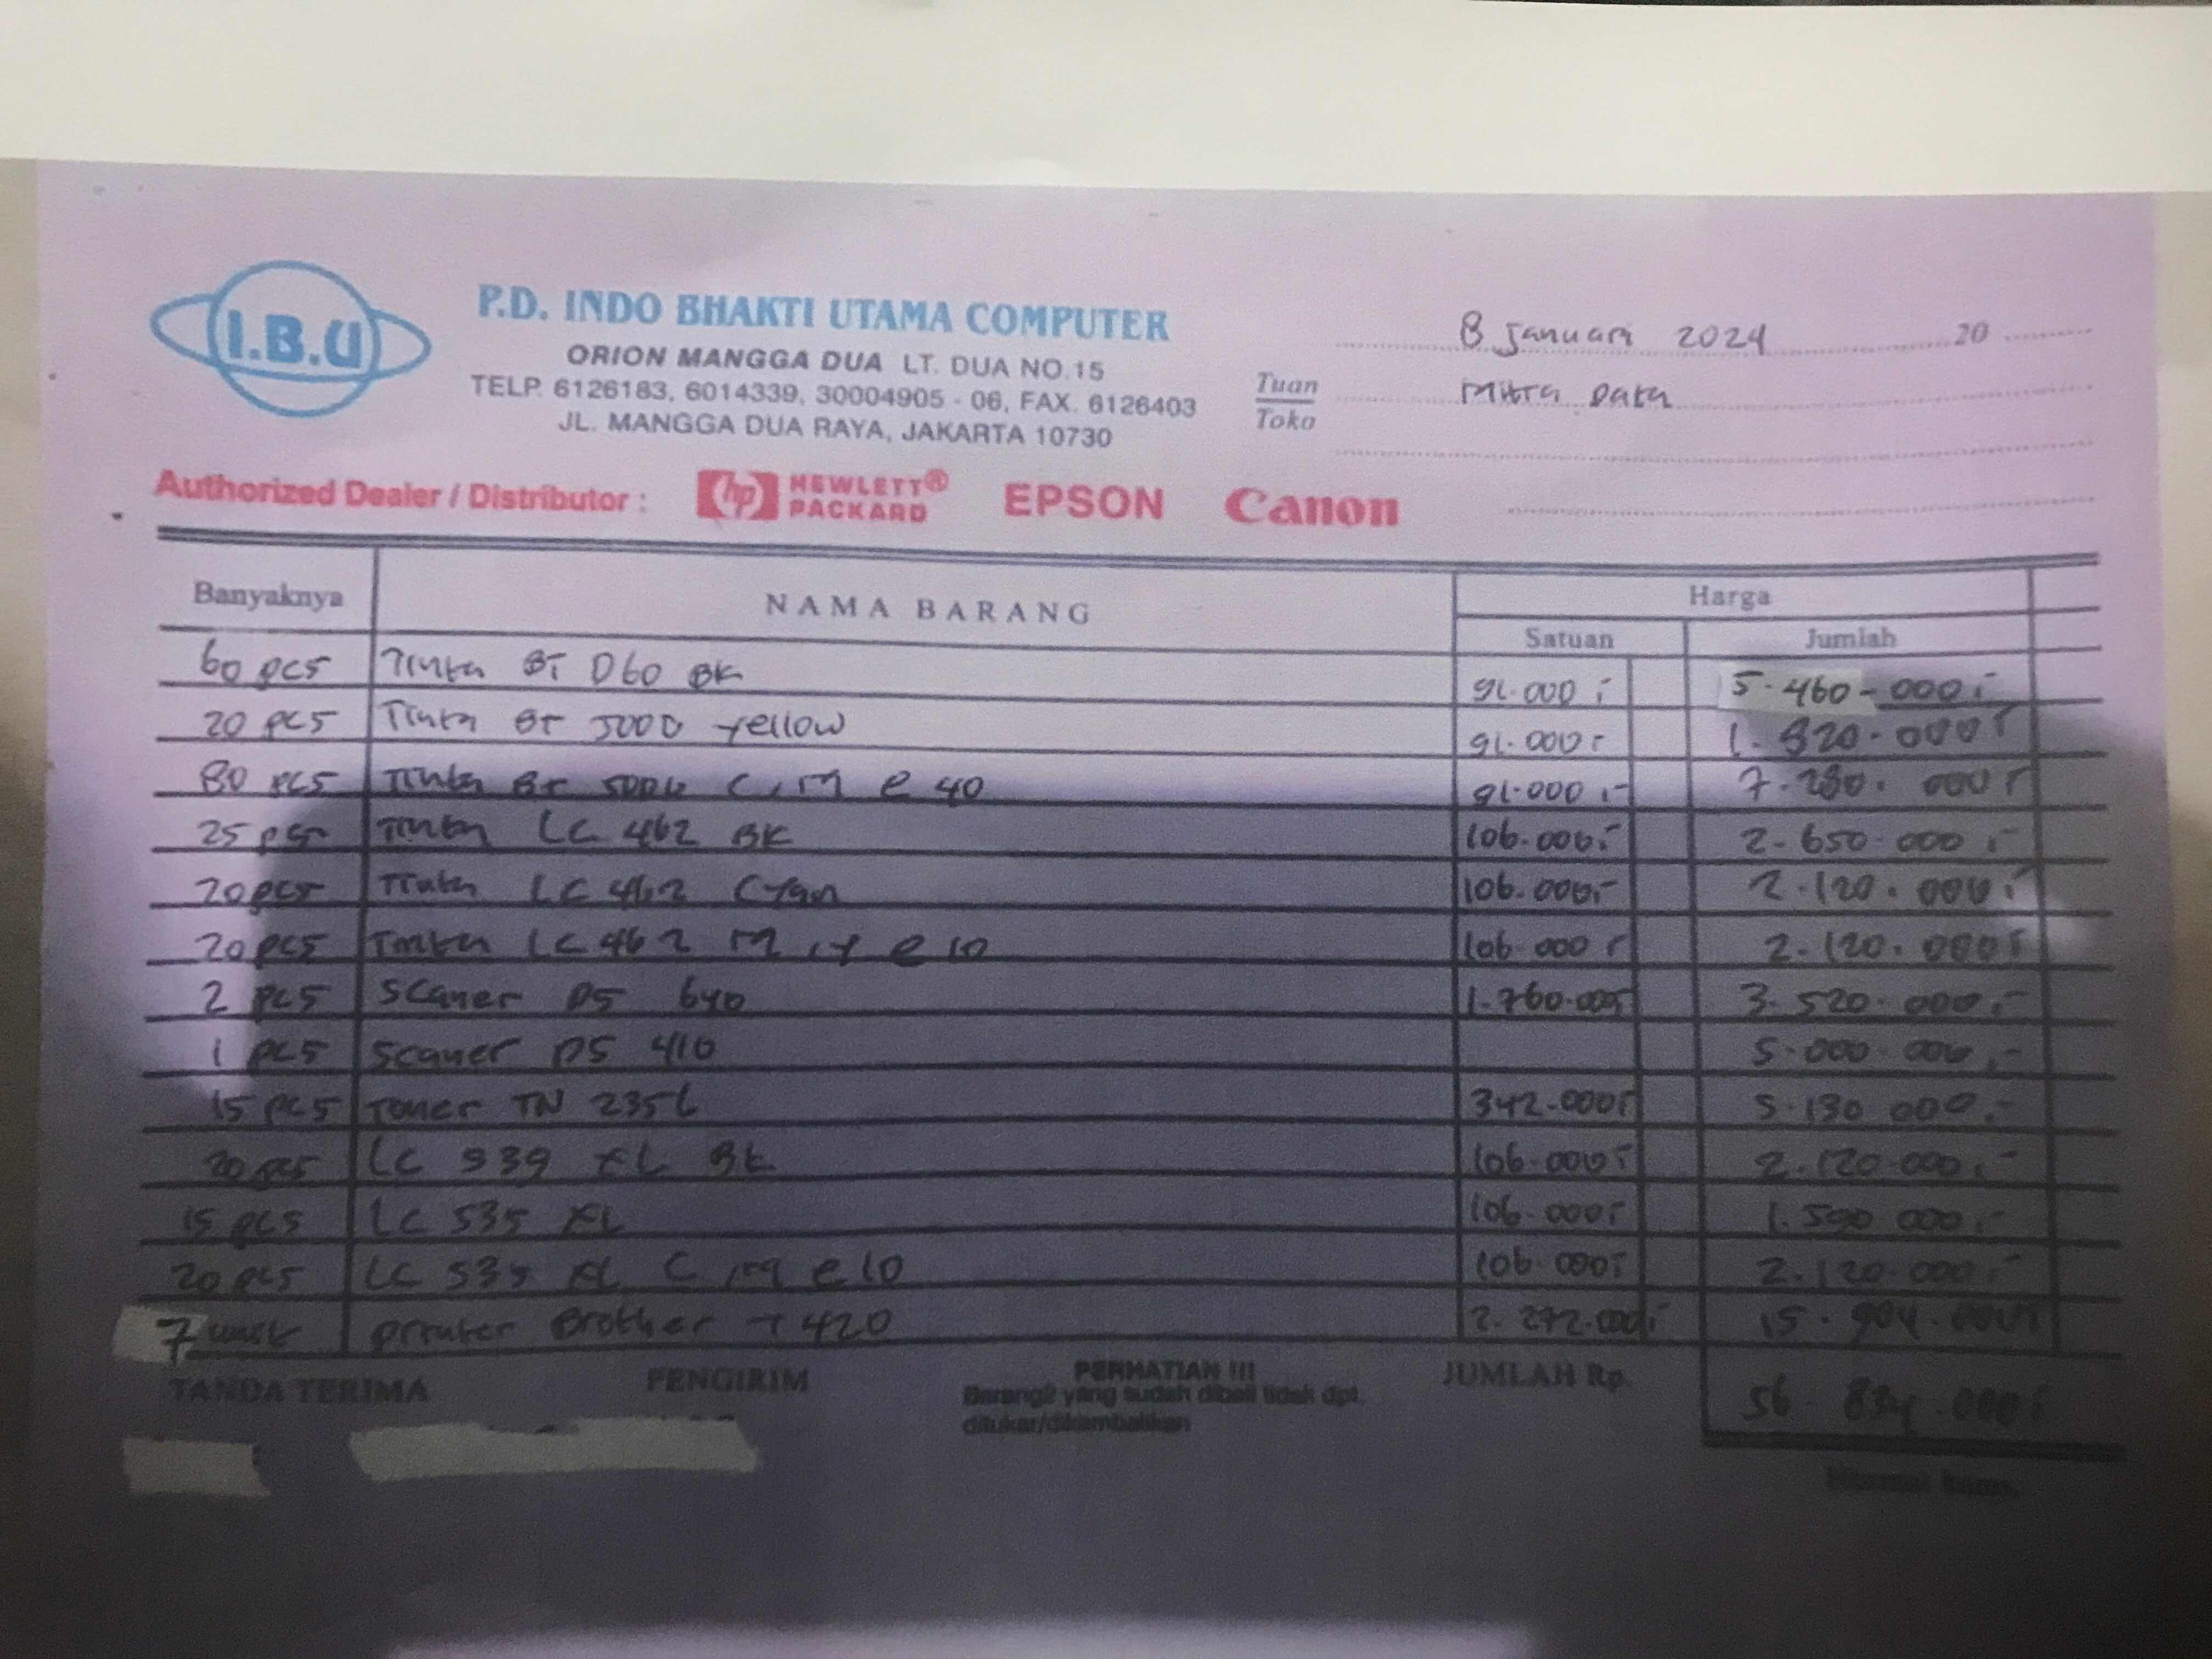 I.B.U
P.D. INDO BHAKTI UTAMA COMPUTER
ORION MANGGA DUA LT. DUA NO.15
TELP. 6126183, 6014339, 30004905 - 06, FAX. 6126403
JL. MANGGA DUA RAYA, JAKARTA 10730
8 Januari 2024 20
Tuan Toko Mitra Data
Authorized Dealer / Distributor : hp HEWLETT® PACKARD EPSON Canon
Banyaknya NAMA BARANG Harga
Satuan Jumlah
60 pcs Tinta BT D60 BK 91.000,- 5.460.000,-
20 pcs Tinta BT 5000 yellow 91.000,- 1.820.000,-
80 pcs Tinta BT C, M @ 40 91.000,- 7.280.000,-
25 pcs Tinta LC 462 BK 106.000,- 2.650.000,-
20 pcs Tinta LC 462 Cyan 106.000,- 2.120.000,-
20 pcs Tinta LC 462 M, Y @ 10 106.000,- 2.120.000,-
2 pcs Scaner DS 640 1.760.000,- 3.520.000,-
1 pcs Scaner DS 410 5.000.000,-
15 pcs Toner TN 2356 342.000,- 5.130.000,-
20 pcs LC 539 XL BK 106.000,- 2.120.000,-
15 pcs LC 535 XL 106.000,- 1.590.000,-
20 pcs LC 535 XL C, M @ 10 106.000,- 2.120.000,-
7 unit printer Brother T 420 2.272.000,- 15.904.000,-
TANDA TERIMA PENGIRIM PERHATIAN !!! JUMLAH Rp. 56.834.000,-
Barang2 yang sudah dibeli tidak dpt.
ditukar/dikembalikan
Hormat kami,